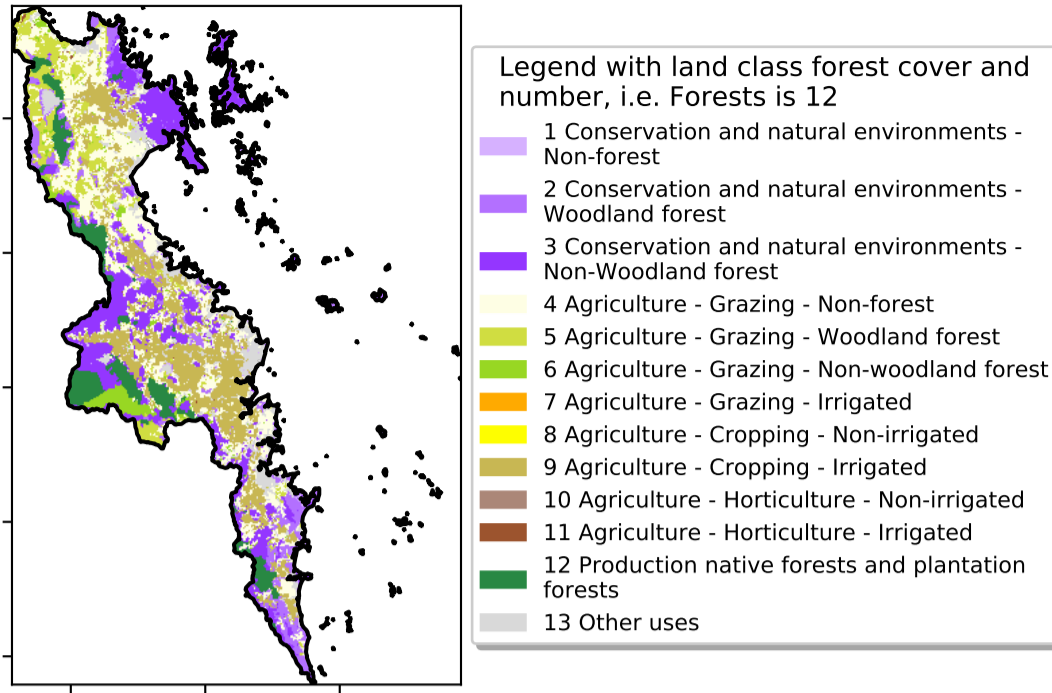 Legend with land class forest cover and
number, i.e. Forests is 12
1 Conservation and natural environments -
Non-forest
2 Conservation and natural environments -
Woodland forest
3 Conservation and natural environments -
Non-Woodland forest
4 Agriculture - Grazing - Non-forest
5 Agriculture - Grazing - Woodland forest
6 Agriculture - Grazing - Non-woodland forest
7 Agriculture - Grazing - Irrigated
8 Agriculture - Cropping - Non-irrigated
9 Agriculture - Cropping - Irrigated
10 Agriculture - Horticulture - Non-irrigated
11 Agriculture - Horticulture - Irrigated
12 Production native forests and plantation
forests
13 Other uses